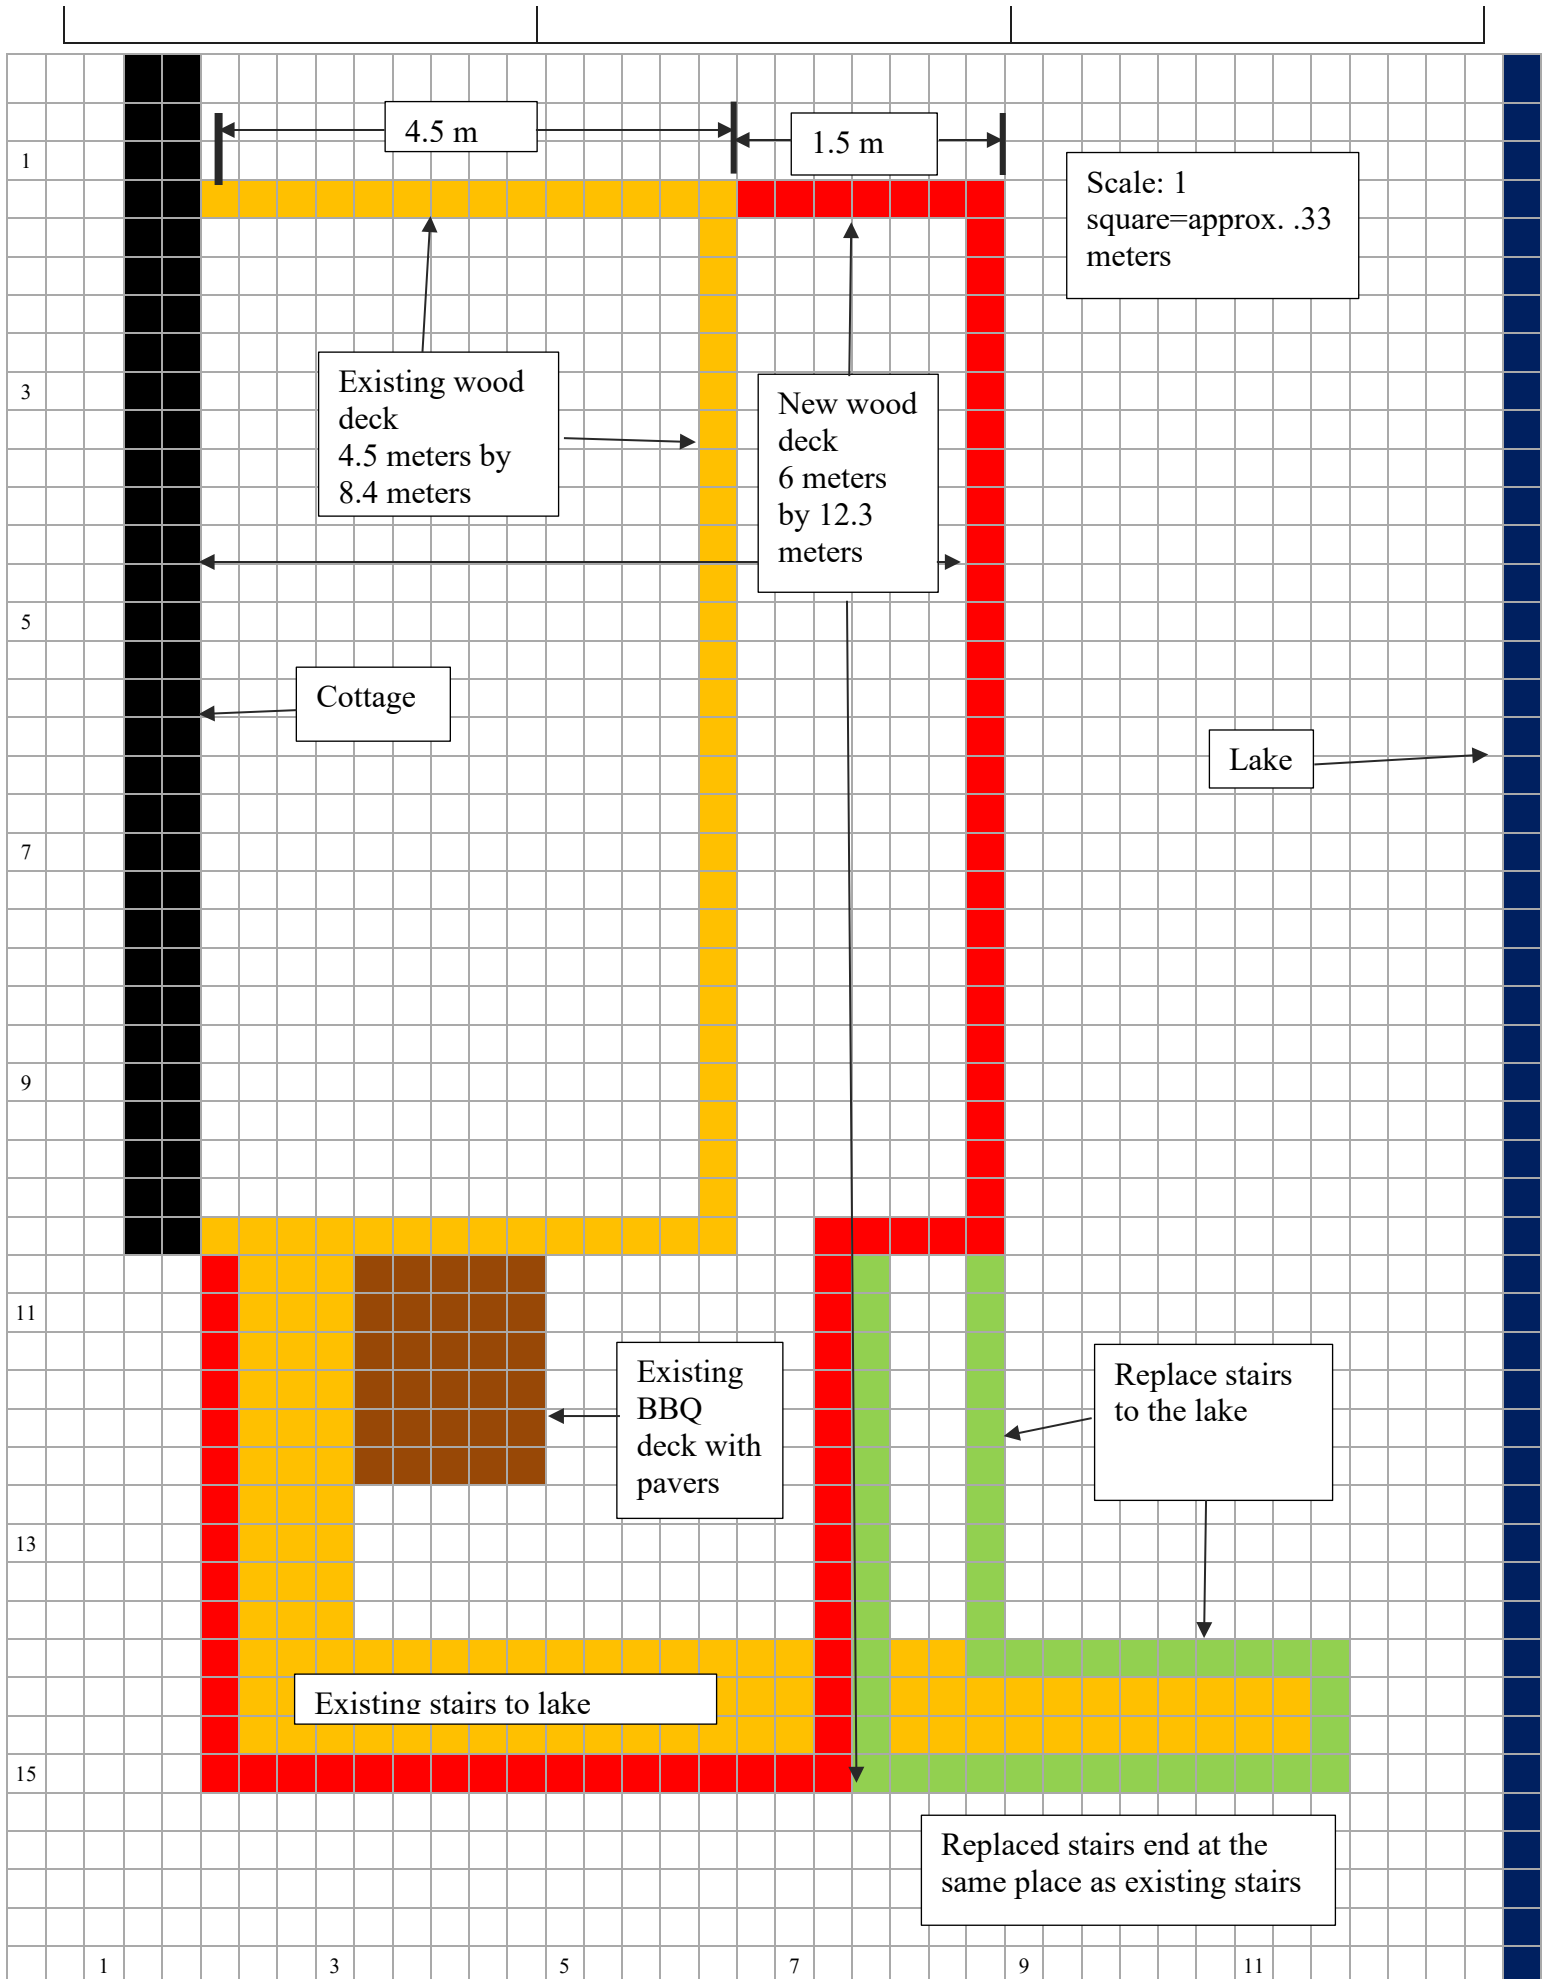 4.5 m
1.5 m
1
Scale: 1
square=approx. .33
meters
Existing wood
deck
4.5 meters by
8.4 meters
3
New wood
deck
6 meters
by 12.3
meters
5
Cottage
Lake
7
9
11
Existing
BBQ
deck with
pavers
Replace stairs
to the lake
13
Existing stairs to lake
15
Replaced stairs end at the
same place as existing stairs
1 3 5 7 9 11